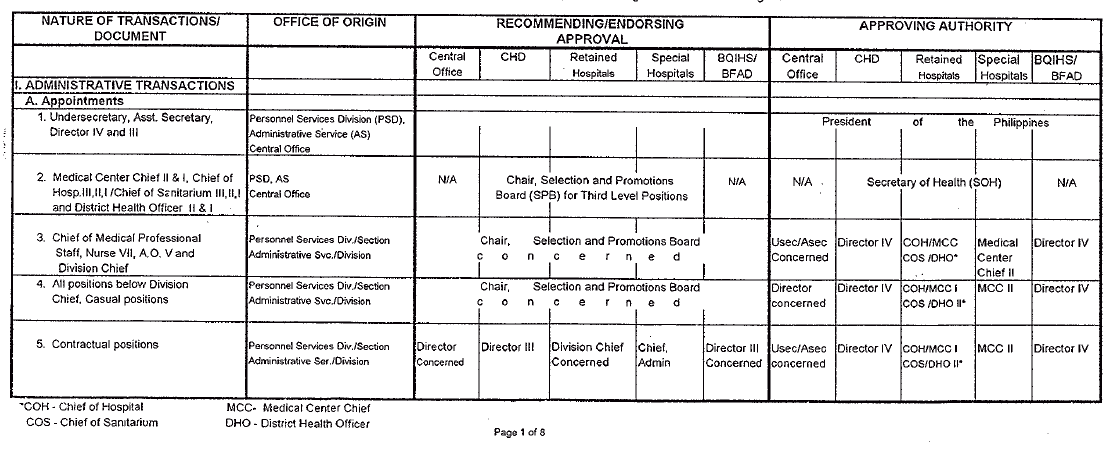 NATURE OF TRANSACTIONS/ DOCUMENT
OFFICE OF ORIGIN
RECOMMENDING/ENDORSING APPROVAL
APPROVING AUTHORITY
Central Office
CHD
Retained Hospitals
Special Hospitals
BQIHS/ BFAD
Central Office
CHD
Retained Hospitals
Special Hospitals
BQIHS/ BFAD
I. ADMINISTRATIVE TRANSACTIONS
A. Appointments
1. Undersecretary, Asst. Secretary,
Director IV and III
Personnel Services Division (PSD),
Administrative Service (AS)
Central Office
President of the Philippines
2. Medical Center Chief II & I, Chief of
Hosp.III,II,I /Chief of Sanitarium III,II,I
and District Health Officer II & I
PSD, AS
Central Office
N/A
Chair, Selection and Promotions
Board (SPB) for Third Level Positions
N/A
N/A
Secretary of Health (SOH)
N/A
3. Chief of Medical Professional
Staff, Nurse VII, A.O. V and
Division Chief
Personnel Services Div./Section
Administrative Svc./Division
Chair, Selection and Promotions Board
c o n c e r n e d
Usec/Asec
Concerned
Director IV
COH/MCC
COS /DHO*
Medical
Center
Chief II
Director IV
4. All positions below Division
Chief, Casual positions
Personnel Services Div./Section
Administrative Svc./Division
Chair, Selection and Promotions Board
c o n c e r n e d
Director
concerned
Director IV
COH/MCC I
COS /DHO II*
MCC II
Director IV
5. Contractual positions
Personnel Services Div./Section
Administrative Ser./Division
Director
Concerned
Director III
Division Chief
Concerned
Chief,
Admin
Director III
Concerned
Usec/Asec
concerned
Director IV
COH/MCC I
COS/DHO II*
MCC II
Director IV
*COH - Chief of Hospital MCC- Medical Center Chief
COS - Chief of Sanitarium DHO - District Health Officer
Page 1 of 8